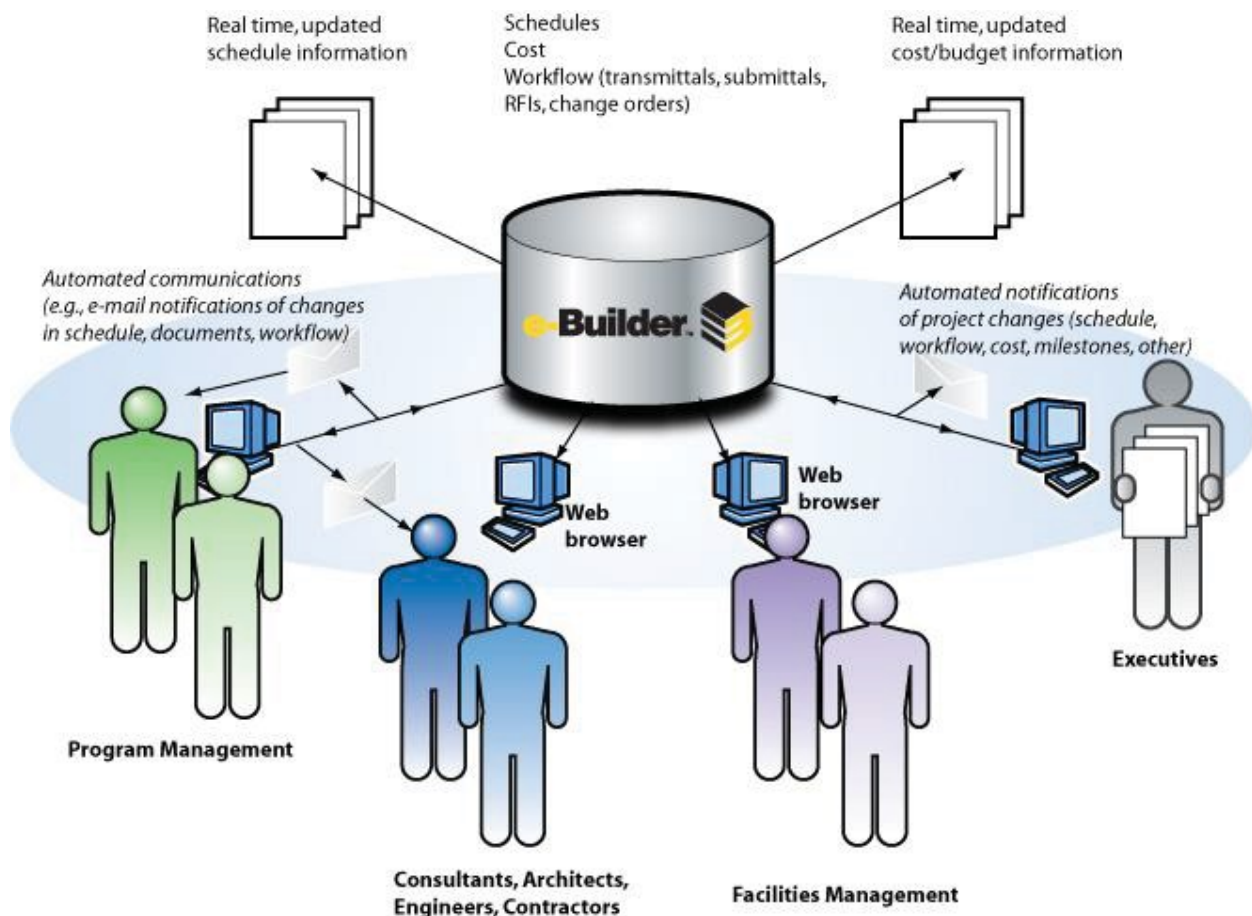 Real time, updated
schedule information
Schedules
Cost
Workflow (transmittals, submittals,
RFIs, change orders)
Real time, updated
cost/budget information
Automated communications
(e.g., e-mail notifications of changes
in schedule, documents, workflow)
e-Builder™
Automated notifications
of project changes (schedule,
workflow, cost, milestones, other)
Web
browser
Web
browser
Executives
Program Management
Consultants, Architects,
Engineers, Contractors
Facilities Management